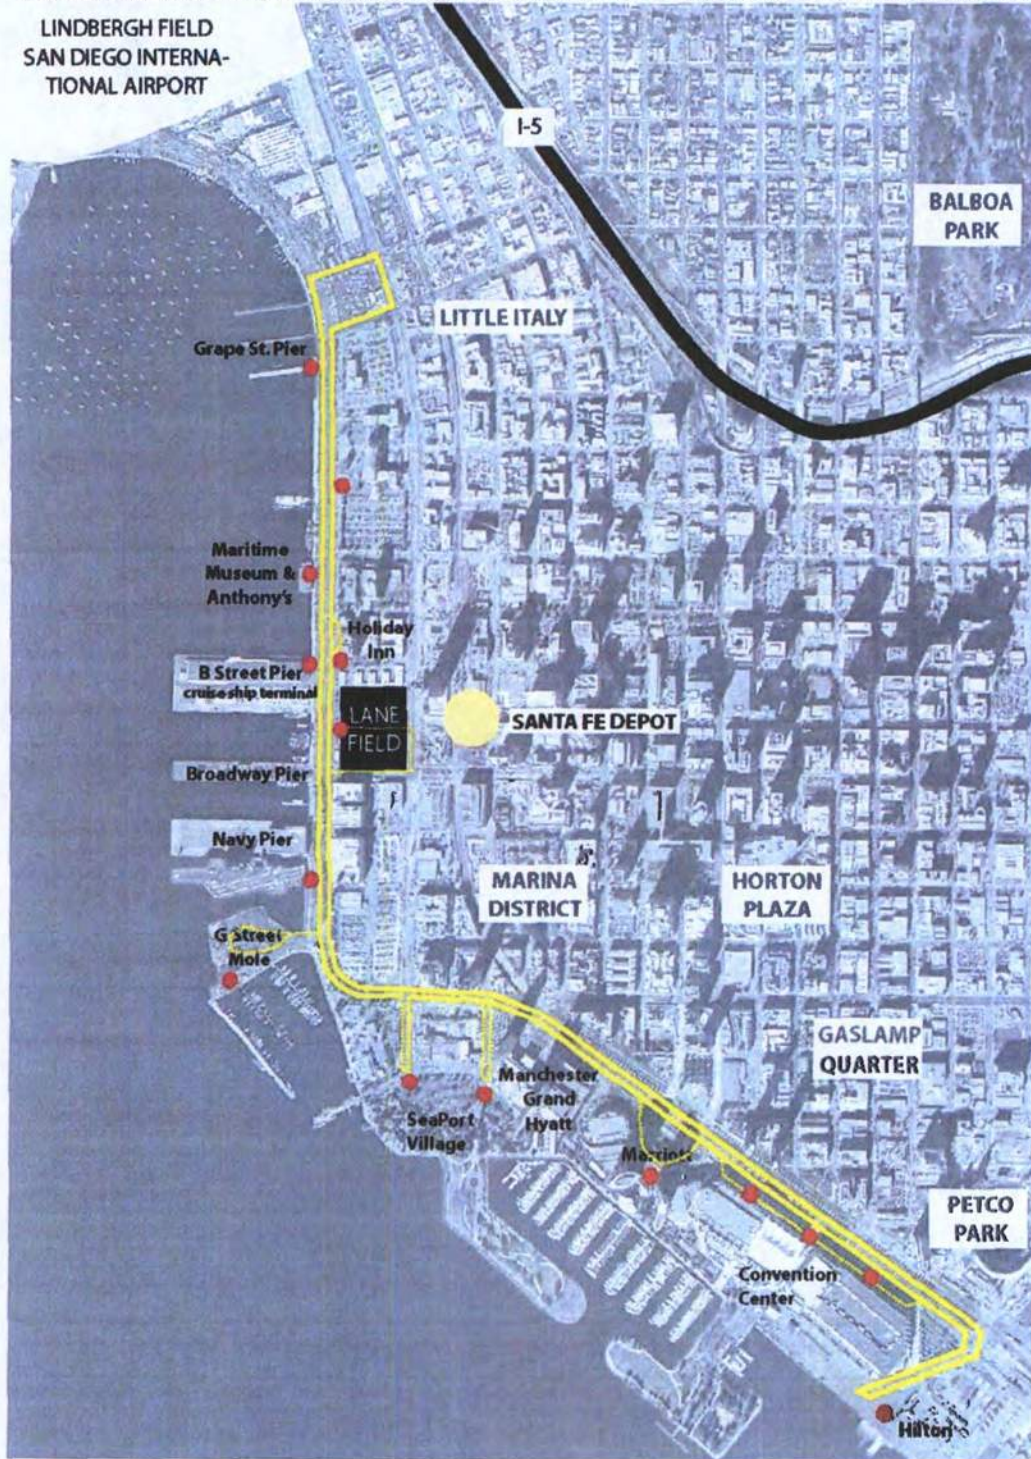 LINDBERGH FIELD
SAN DIEGO INTERNA-
TIONAL AIRPORT
I-5
BALBOA
PARK
LITTLE ITALY
Grape St. Pier
Maritime
Museum &
Anthony's
Holiday
Inn
B Street Pier
cruise ship terminal
LANE
FIELD
SANTA FE DEPOT
Broadway Pier
Navy Pier
MARINA
DISTRICT
HORTON
PLAZA
G Street
Mole
GASLAMP
QUARTER
Manchester
Grand
Hyatt
SeaPort
Village
Marriott
PETCO
PARK
Convention
Center
Hilton